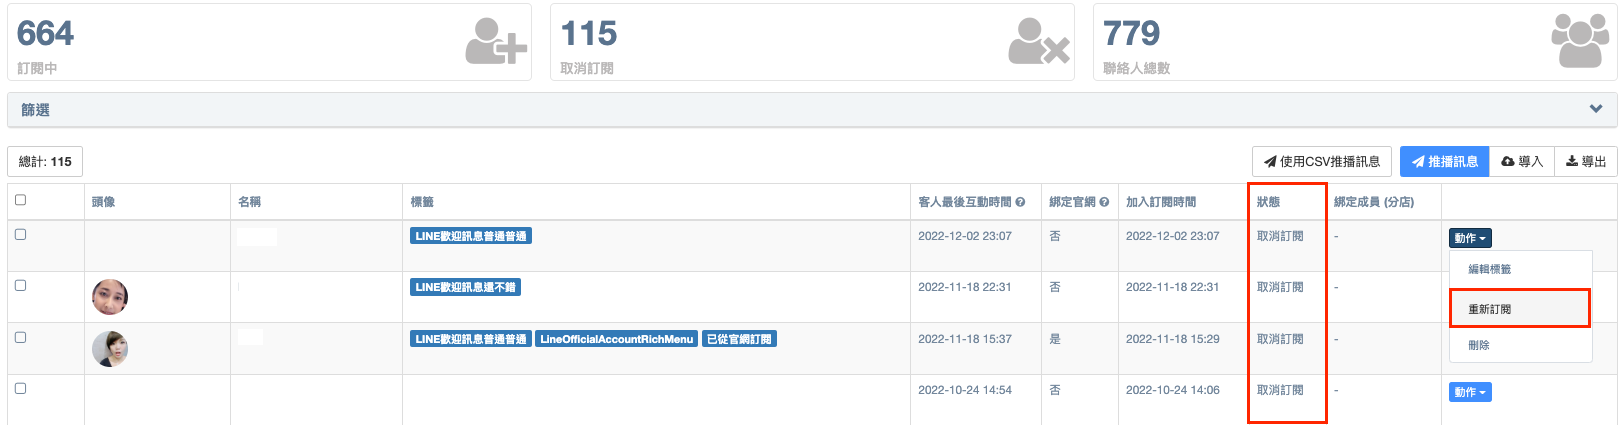 664
訂閱中
115
取消訂閱
779
聯絡人總數
篩選
總計: 115
使用CSV推播訊息
推播訊息
導入
導出
頭像 名稱 標籤 客人最後互動時間 綁定官網 加入訂閱時間 狀態 綁定成員 (分店)
LINE歡迎訊息普通普通 2022-12-02 23:07 否 2022-12-02 23:07 取消訂閱 - 動作
編輯標籤
重新訂閱
刪除
LINE歡迎訊息還不錯 2022-11-18 22:31 否 2022-11-18 22:31 取消訂閱 -
LINE歡迎訊息普通普通 LineOfficialAccountRichMenu 已從官網訂閱 2022-11-18 15:37 是 2022-11-18 15:29 取消訂閱 -
2022-10-24 14:54 否 2022-10-24 14:06 取消訂閱 - 動作